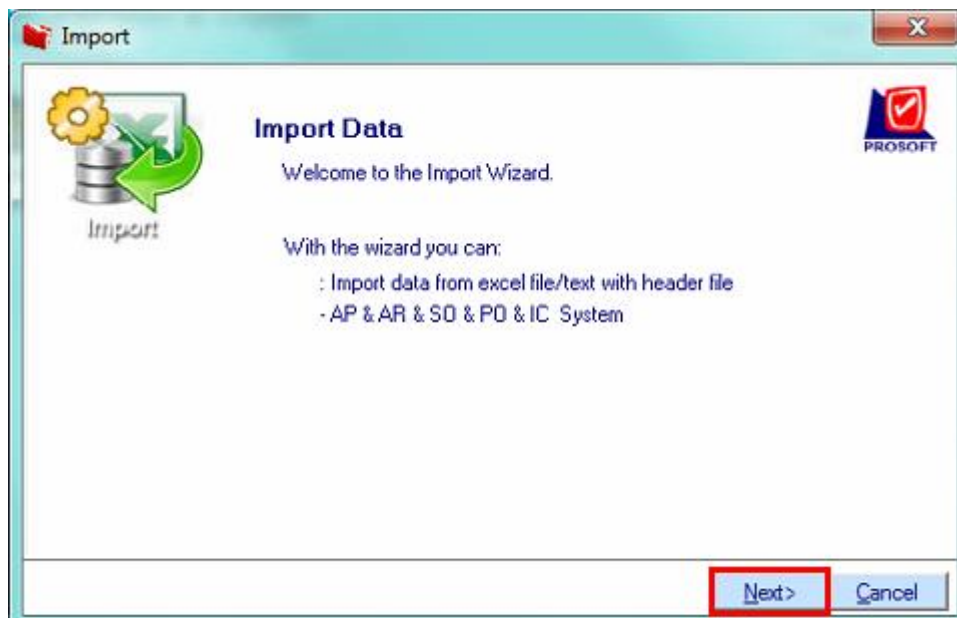 Import
X
Import Data
PROSOFT
Welcome to the Import Wizard.
Import
With the wizard you can:
: Import data from excel file/text with header file
- AP & AR & SO & PO & IC System
Next>
Cancel